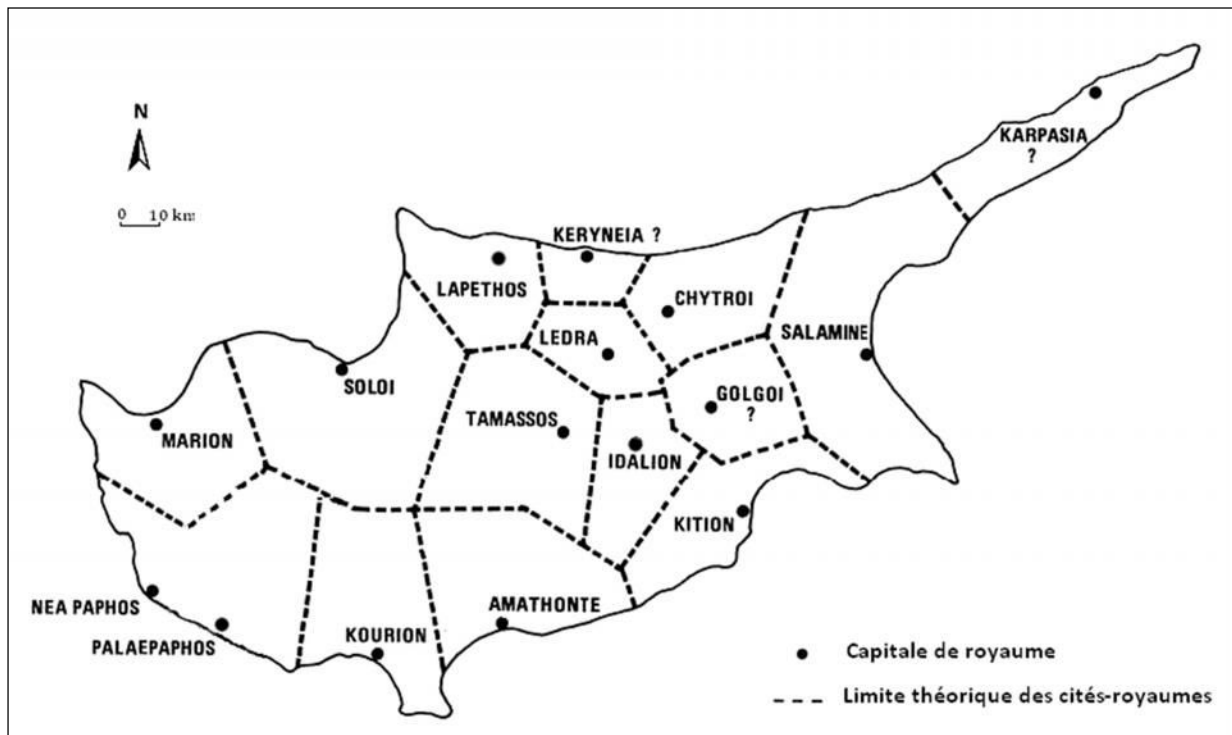 N
0 10 km
KARPASIA
?
KERYNEIA ?
LAPETHOS
CHYTROI
LEDRA
SALAMINE
SOLOI
GOLGOI
?
TAMASSOS
MARION
IDALION
KITION
NEA PAPHOS
AMATHONTE
PALAEPAPHOS
KOURION
Capitale de royaume
Limite théorique des cités-royaumes